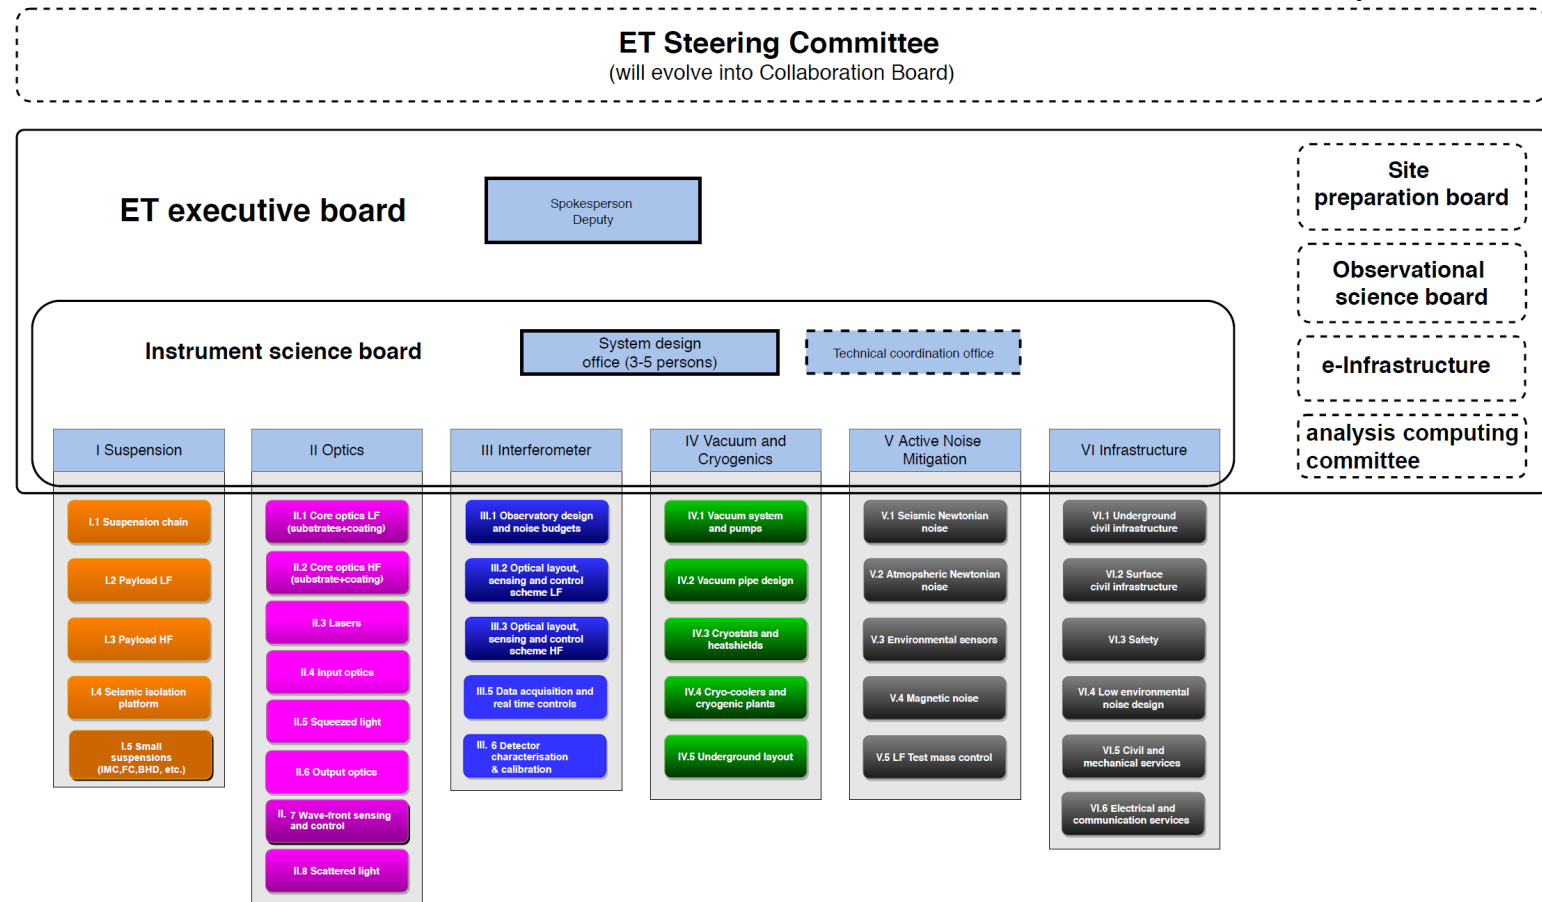 ET Steering Committee
(will evolve into Collaboration Board)
ET executive board
Spokesperson
Deputy
Site
preparation board
Observational
science board
e-Infrastructure
analysis computing
committee
Instrument science board
System design
office (3-5 persons)
Technical coordination office
I Suspension
I.1 Suspension chain
I.2 Payload LF
I.3 Payload HF
I.4 Seismic isolation
platform
I.5 Small
suspensions
(IMC,FC,BHD, etc.)
II Optics
II.1 Core optics LF
(substrates+coating)
II.2 Core optics HF
(substrate+coating)
II.3 Lasers
II.4 Input optics
II.5 Squeezed light
II.6 Output optics
II. 7 Wave-front sensing
and control
II.8 Scattered light
III Interferometer
III.1 Observatory design
and noise budgets
III.2 Optical layout,
sensing and control
scheme LF
III.3 Optical layout,
sensing and control
scheme HF
III.5 Data acquisition and
real time controls
III. 6 Detector
characterisation
& calibration
IV Vacuum and
Cryogenics
IV.1 Vacuum system
and pumps
IV.2 Vacuum pipe design
IV.3 Cryostats and
heatshields
IV.4 Cryo-coolers and
cryogenic plants
IV.5 Underground layout
V Active Noise
Mitigation
V.1 Seismic Newtonian
noise
V.2 Atmopsheric Newtonian
noise
V.3 Environmental sensors
V.4 Magnetic noise
V.5 LF Test mass control
VI Infrastructure
VI.1 Underground
civil infrastructure
VI.2 Surface
civil infrastructure
VI.3 Safety
VI.4 Low environmental
noise design
VI.5 Civil and
mechanical services
VI.6 Electrical and
communication services